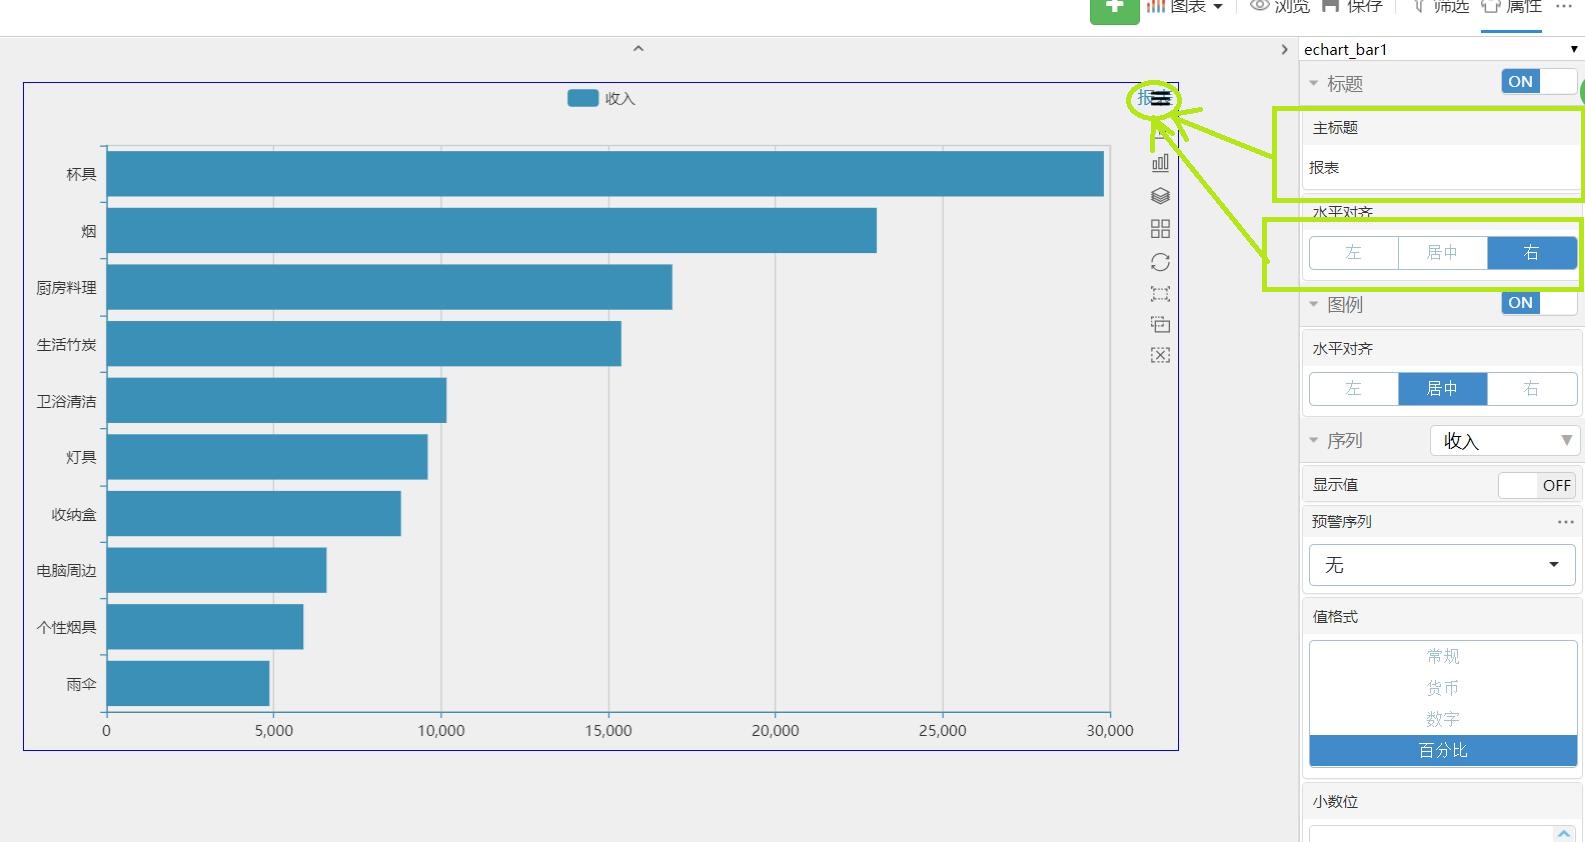 图表 浏览 保存 筛选 属性 ...
echart_bar1
标题 ON
主标题
报表
水平对齐
左 居中 右
图例 ON
水平对齐
左 居中 右
序列 收入
显示值 OFF
预警序列 ...
无
值格式
常规
货币
数字
百分比
小数位
收入
报
杯具
烟
厨房料理
生活竹炭
卫浴清洁
灯具
收纳盒
电脑周边
个性烟具
雨伞
0 5,000 10,000 15,000 20,000 25,000 30,000